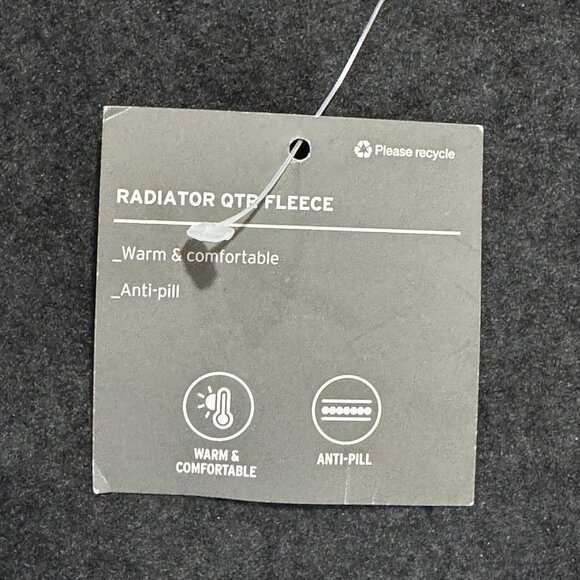 Please recycle
RADIATOR QTR FLEECE
_Warm & comfortable
_Anti-pill
WARM &
COMFORTABLE
ANTI-PILL